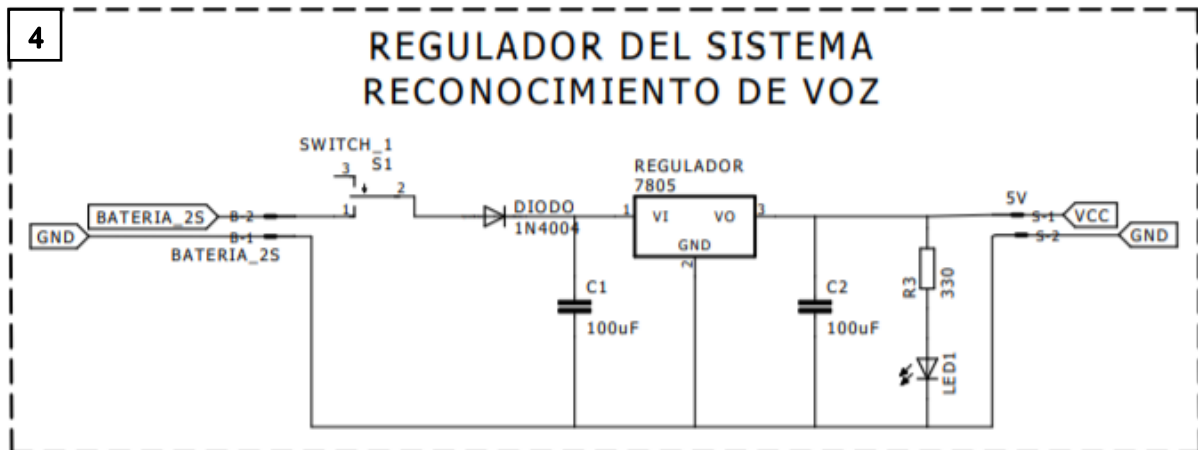 4
REGULADOR DEL SISTEMA
RECONOCIMIENTO DE VOZ
SWITCH_1
S1
3
2
1
BATERIA_2S
B-2
GND
B-1
BATERIA_2S
DIODO
1N4004
REGULADOR
7805
1
VI
VO
3
GND
2
C1
100uF
C2
100uF
R3
330
LED1
5V
S-1
VCC
S-2
GND